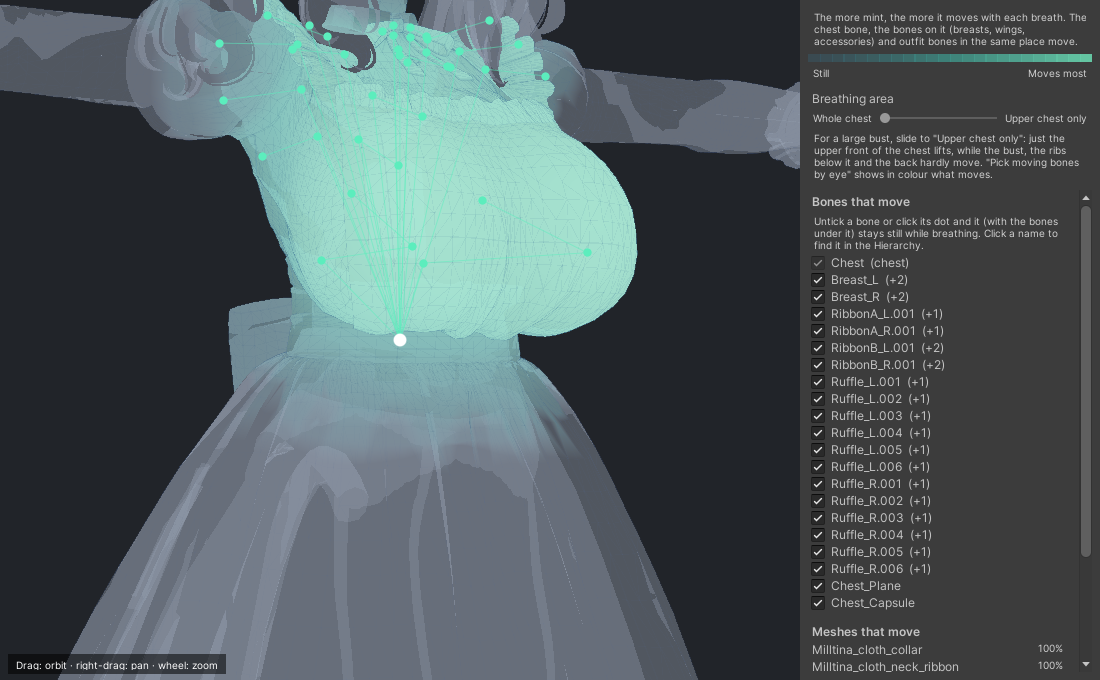 The more mint, the more it moves with each breath. The
chest bone, the bones on it (breasts, wings,
accessories) and outfit bones in the same place move.
Still
Moves most
Breathing area
Whole chest
Upper chest only
For a large bust, slide to "Upper chest only": just the
upper front of the chest lifts, while the bust, the ribs
below it and the back hardly move. "Pick moving bones
by eye" shows in colour what moves.
Bones that move
Untick a bone or click its dot and it (with the bones
under it) stays still while breathing. Click a name to
find it in the Hierarchy.
Chest (chest)
Breast_L (+2)
Breast_R (+2)
RibbonA_L.001 (+1)
RibbonA_R.001 (+1)
RibbonB_L.001 (+2)
RibbonB_R.001 (+2)
Ruffle_L.001 (+1)
Ruffle_L.002 (+1)
Ruffle_L.003 (+1)
Ruffle_L.004 (+1)
Ruffle_L.005 (+1)
Ruffle_L.006 (+1)
Ruffle_R.001 (+1)
Ruffle_R.002 (+1)
Ruffle_R.003 (+1)
Ruffle_R.004 (+1)
Ruffle_R.005 (+1)
Ruffle_R.006 (+1)
Chest_Plane
Chest_Capsule
Meshes that move
Milltina_cloth_collar 100%
Milltina_cloth_neck_ribbon 100%
Drag: orbit · right-drag: pan · wheel: zoom